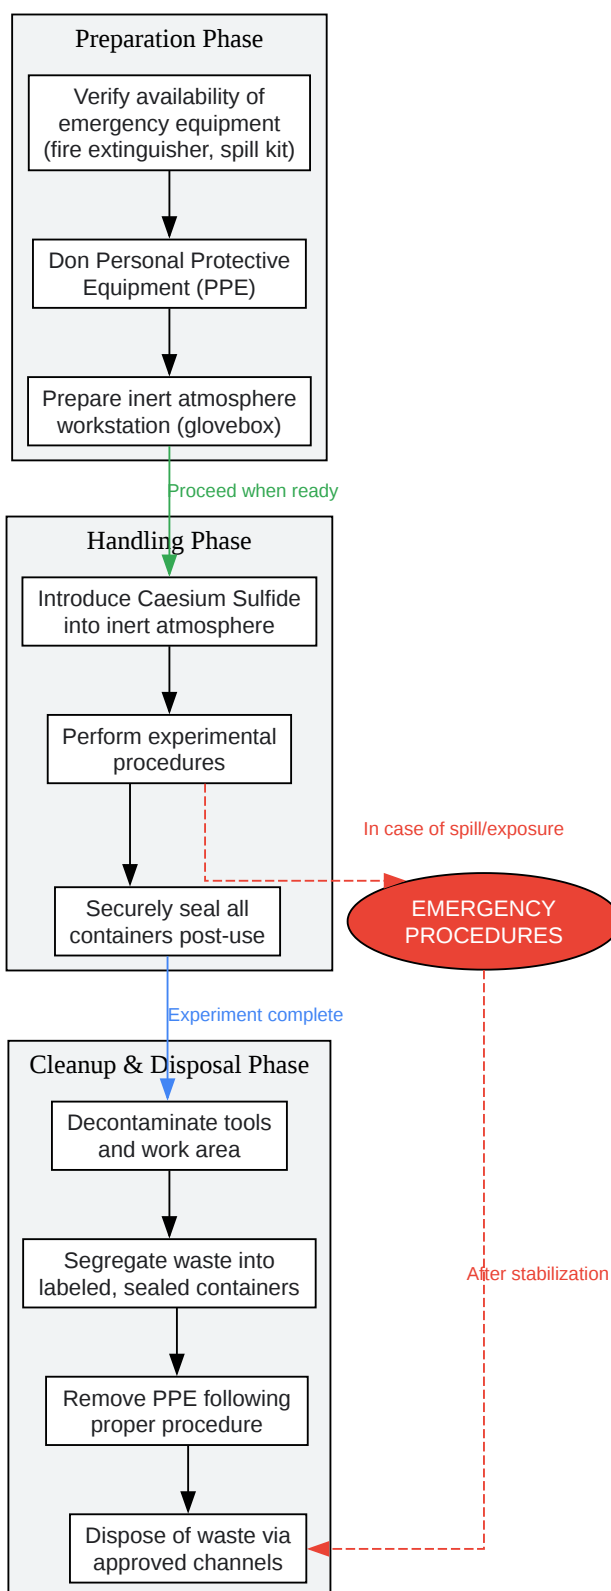 Preparation Phase
Verify availability of
emergency equipment
(fire extinguisher, spill kit)
Don Personal Protective
Equipment (PPE)
Prepare inert atmosphere
workstation (glovebox)
Proceed when ready
Handling Phase
Introduce Caesium Sulfide
into inert atmosphere
Perform experimental
procedures
In case of spill/exposure
Securely seal all
containers post-use
EMERGENCY
PROCEDURES
Experiment complete
Cleanup & Disposal Phase
Decontaminate tools
and work area
Segregate waste into
labeled, sealed containers
After stabilization
Remove PPE following
proper procedure
Dispose of waste via
approved channels